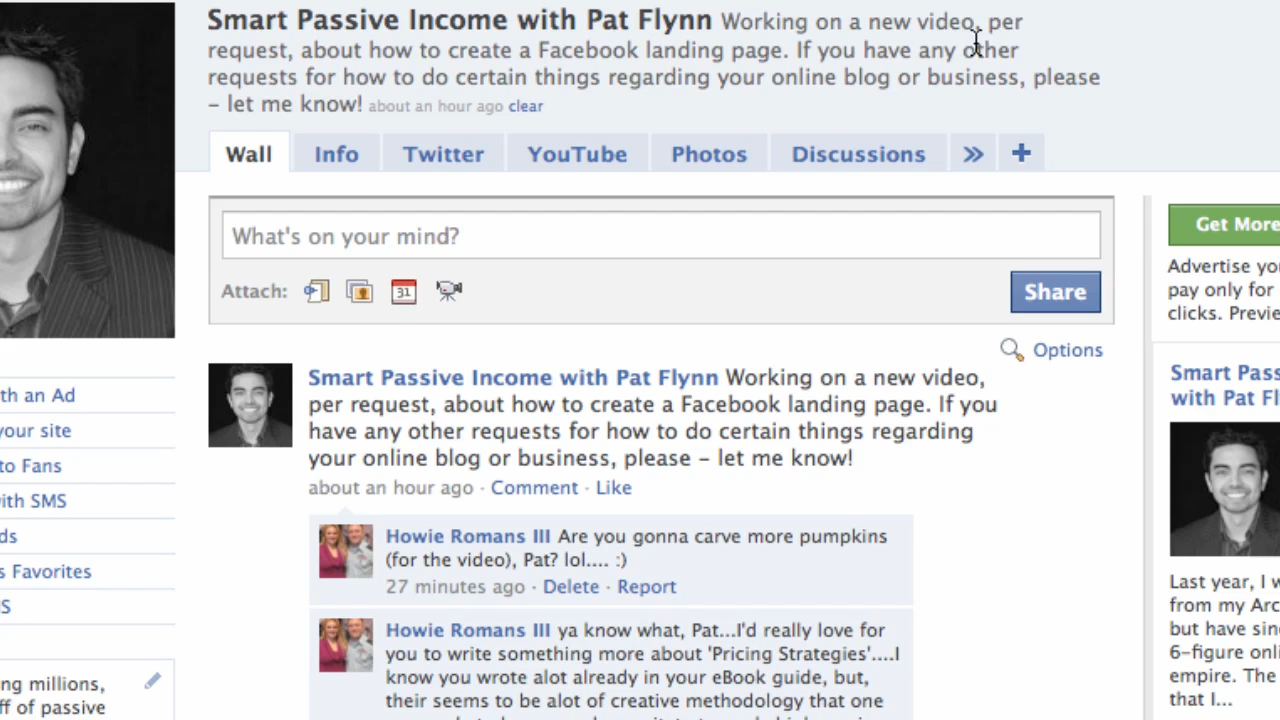 Smart Passive Income with Pat Flynn Working on a new video, per
request, about how to create a Facebook landing page. If you have any other
requests for how to do certain things regarding your online blog or business, please
– let me know! about an hour ago clear
Wall Info Twitter YouTube Photos Discussions » +
What's on your mind?
Attach: 31 Share
Options
Smart Passive Income with Pat Flynn Working on a new video,
per request, about how to create a Facebook landing page. If you
have any other requests for how to do certain things regarding
your online blog or business, please – let me know!
about an hour ago · Comment · Like
Howie Romans III Are you gonna carve more pumpkins
(for the video), Pat? lol.... :)
27 minutes ago · Delete · Report
Howie Romans III ya know what, Pat...I'd really love for
you to write something more about 'Pricing Strategies'....I
know you wrote alot already in your eBook guide, but,
their seems to be alot of creative methodology that one
th an Ad
your site
to Fans
with SMS
ds
s Favorites
S
ng millions,
ff of passive
Get More
Advertise yo
pay only for
clicks. Previe
Smart Pass
with Pat Fl
Last year, I w
from my Arc
but have sinc
6-figure onli
empire. The
that I...